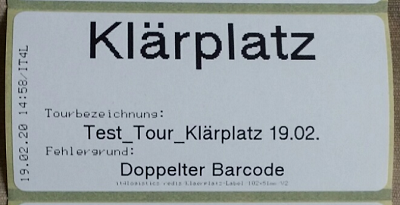 Klärplatz
19.02.20 14:58/IT4L
Tourbezeichnung:
Test_Tour_Klärplatz 19.02.
Fehlergrund:
Doppelter Barcode